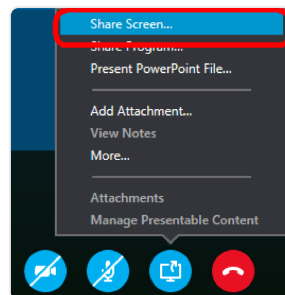 Share Screen...
Share Program...
Present PowerPoint File...
Add Attachment...
View Notes
More...
Attachments
Manage Presentable Content